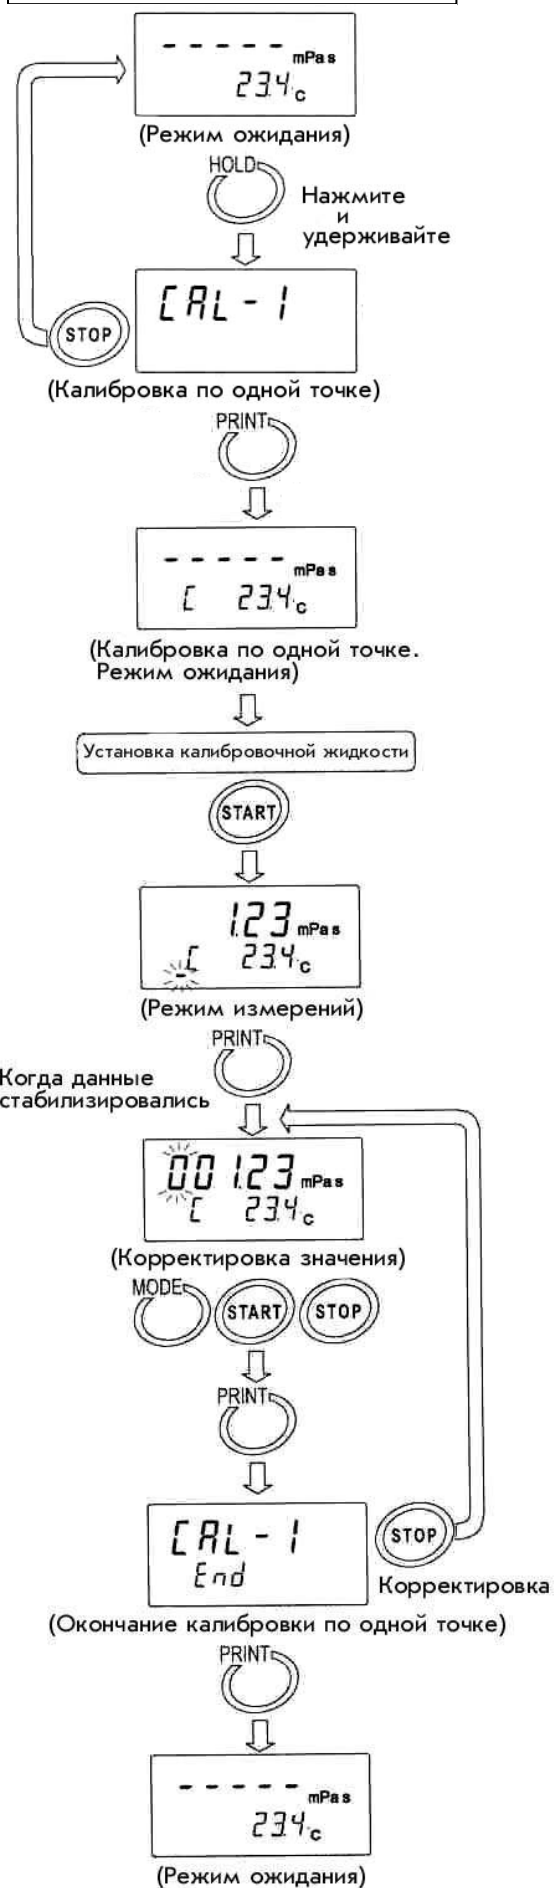 - - - - - mPas
23.4 °C
(Режим ожидания)
HOLD
Нажмите
и
удерживайте
CAL-1
STOP
(Калибровка по одной точке)
PRINT
- - - - - mPas
C 23.4 °C
(Калибровка по одной точке.
Режим ожидания)
Установка калибровочной жидкости
START
1.23 mPas
C 23.4 °C
(Режим измерений)
PRINT
Когда данные
стабилизировались
001.23 mPas
C 23.4 °C
(Корректировка значения)
MODE START STOP
PRINT
CAL-1
End
STOP
Корректировка
(Окончание калибровки по одной точке)
PRINT
- - - - - mPas
23.4 °C
(Режим ожидания)